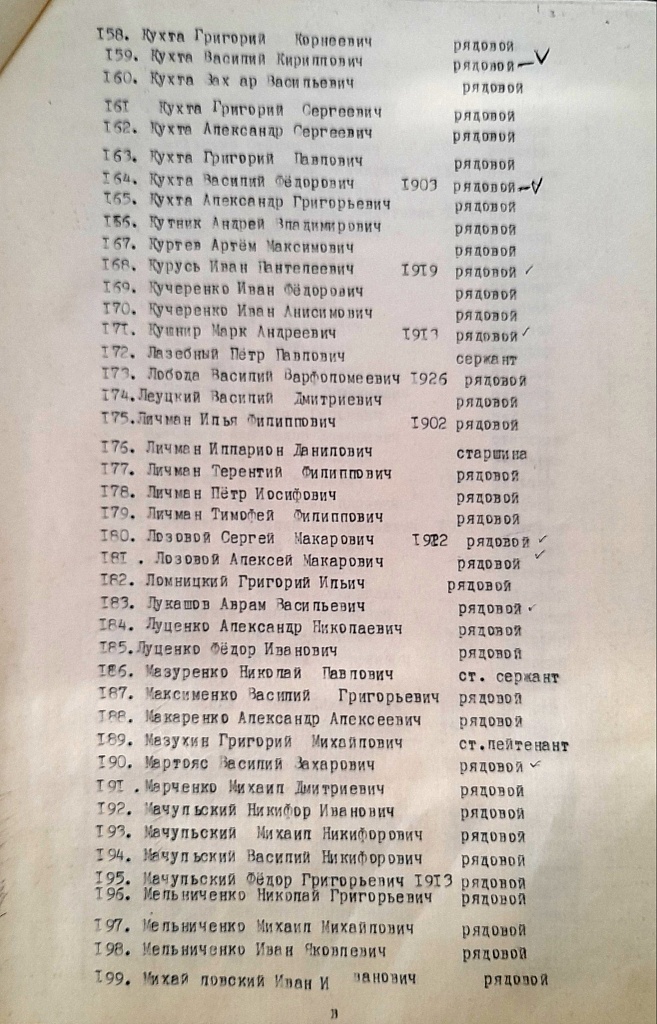 158. Кухта Григорий Корнеевич рядовой
159. Кухта Василий Кириллович рядовой
160. Кухта Зах ар Васильевич рядовой
161 Кухта Григорий Сергеевич рядовой
162. Кухта Александр Сергеевич рядовой
163. Кухта Григорий Павлович рядовой
164. Кухта Василий Фёдорович 1903 рядовой
165. Кухта Александр Григорьевич рядовой
166. Кутник Андрей Владимирович рядовой
167. Куртев Артём Максимович рядовой
168. Курусь Иван Пантелеевич 1919 рядовой
169. Кучеренко Иван Фёдорович рядовой
170. Кучеренко Иван Анисимович рядовой
171. Кушнир Марк Андреевич 1913 рядовой
172. Лазебный Пётр Павлович сержант
173. Лобода Василий Варфоломеевич 1926 рядовой
174.Леуцкий Василий Дмитриевич рядовой
175.Личман Илья Филиппович 1902 рядовой
176. Личман Илларион Данилович старшина
177. Личман Терентий Филиппович рядовой
178. Личман Пётр Иосифович рядовой
179. Личман Тимофей Филиппович рядовой
180. Лозовой Сергей Макарович 1922 рядовой
181 . Лозовой Алексей Макарович рядовой
182. Ломницкий Григорий Ильич рядовой
183. Лукашов Аврам Васильевич рядовой
184. Луценко Александр Николаевич рядовой
185.Луценко Фёдор Иванович рядовой
186. Мазуренко Николай Павлович ст. сержант
187. Максименко Василий Григорьевич рядовой
188. Макаренко Александр Алексеевич рядовой
189. Мазухин Григорий Михайлович ст.лейтенант
190. Мартояс Василий Захарович рядовой
191 .Марченко Михаил Дмитриевич рядовой
192. Мачульский Никифор Иванович рядовой
193. Мачульский Михаил Никифорович рядовой
194. Мачульский Василий Никифорович рядовой
195. Мачульский Фёдор Григорьевич 1913 рядовой
196. Мельниченко Николай Григорьевич рядовой
197. Мельниченко Михаил Михайлович рядовой
198. Мельниченко Иван Яковлевич рядовой
199. Михай ловский Иван И ванович рядовой